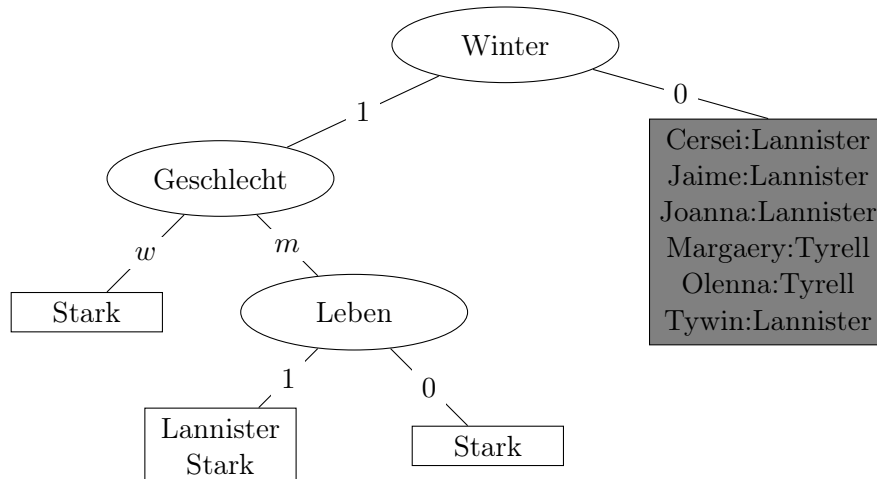 Winter
1
0
Geschlecht
Cersei:Lannister
Jaime:Lannister
Joanna:Lannister
Margaery:Tyrell
Olenna:Tyrell
Tywin:Lannister
w
m
Stark
Leben
1
0
Lannister
Stark
Stark